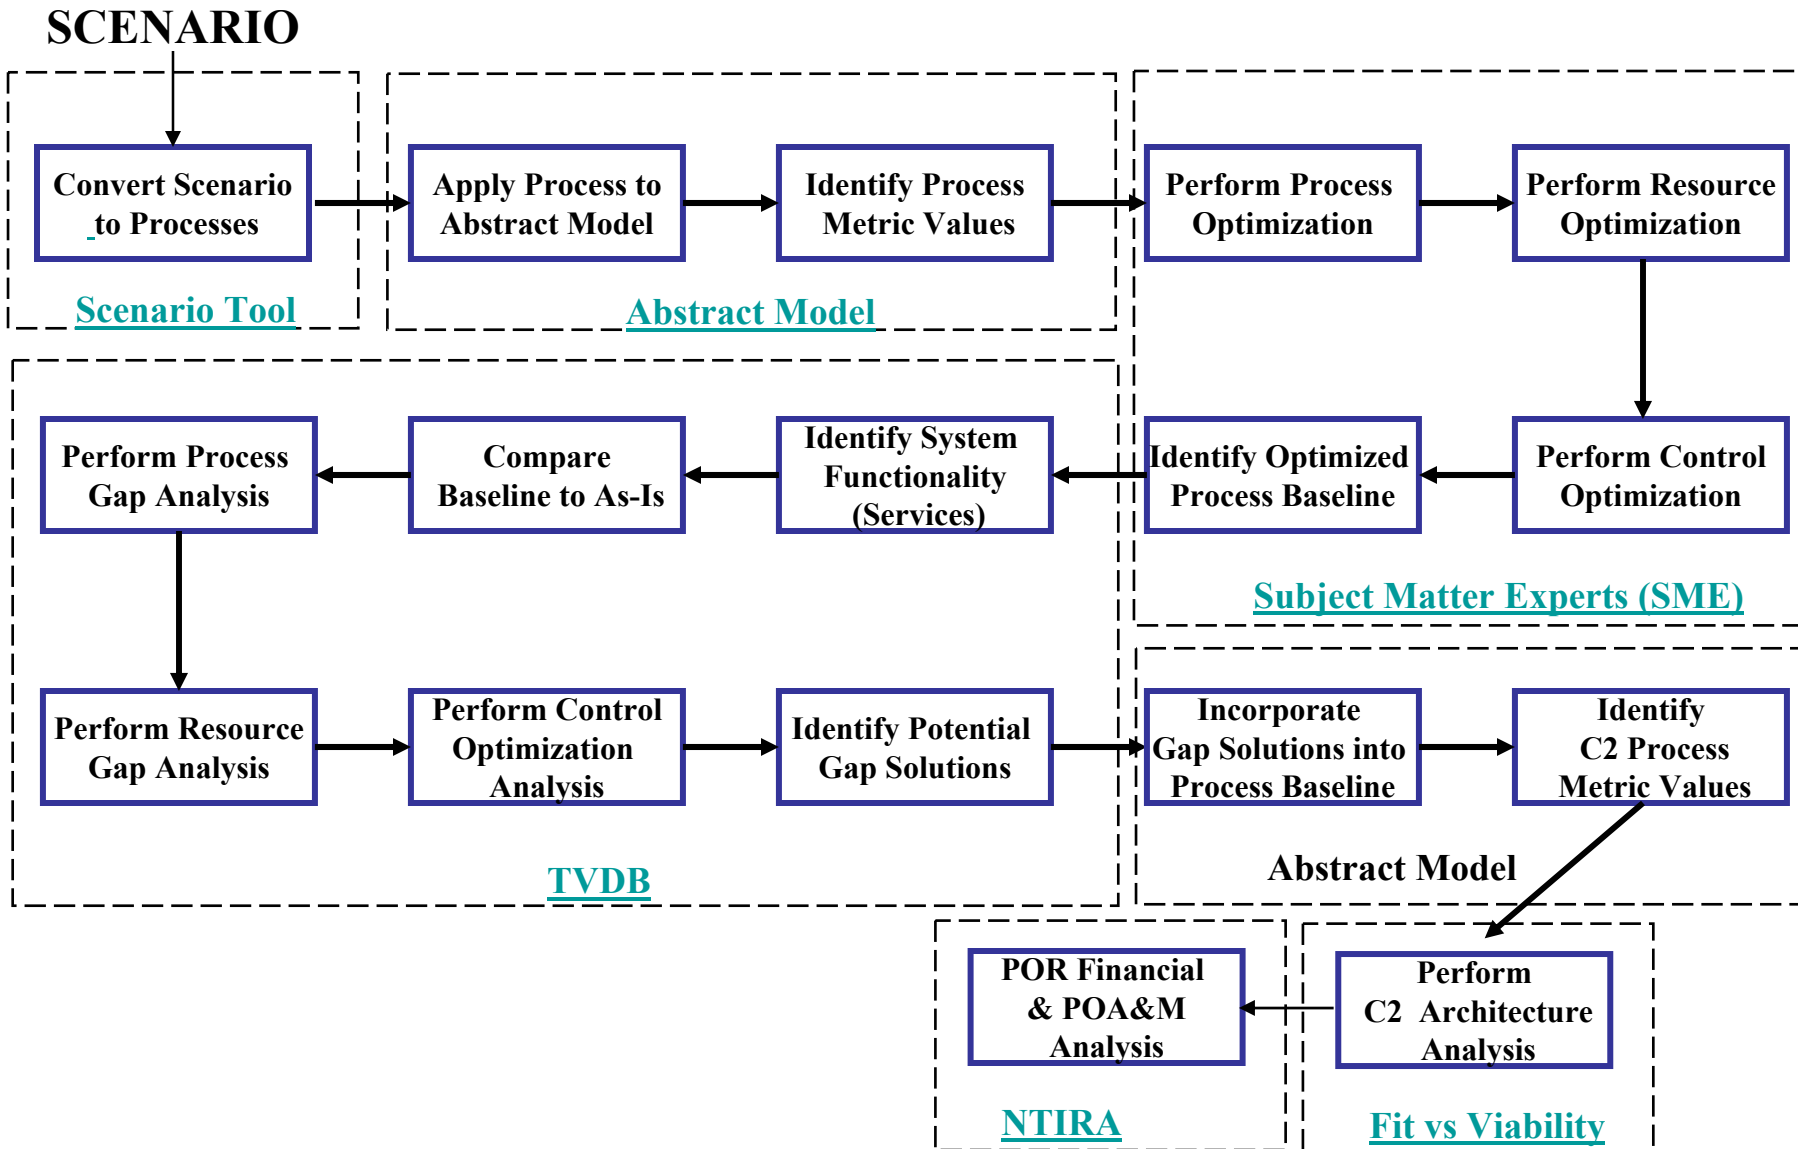 SCENARIO
Convert Scenario
to Processes
Scenario Tool
Apply Process to
Abstract Model
Identify Process
Metric Values
Abstract Model
Perform Process
Optimization
Perform Resource
Optimization
Perform Control
Optimization
Identify Optimized
Process Baseline
Subject Matter Experts (SME)
Identify System
Functionality
(Services)
Compare
Baseline to As-Is
Perform Process
Gap Analysis
Perform Resource
Gap Analysis
Perform Control
Optimization
Analysis
Identify Potential
Gap Solutions
TVDB
Incorporate
Gap Solutions into
Process Baseline
Identify
C2 Process
Metric Values
Abstract Model
Perform
C2 Architecture
Analysis
Fit vs Viability
POR Financial
& POA&M
Analysis
NTIRA